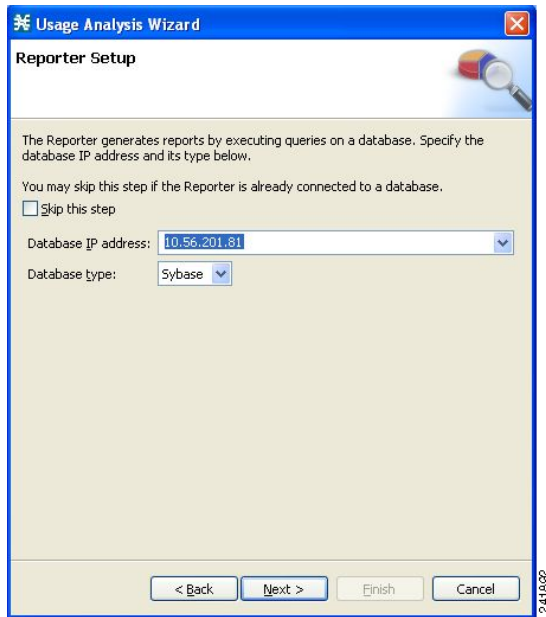 Usage Analysis Wizard
Reporter Setup
The Reporter generates reports by executing queries on a database. Specify the
database IP address and its type below.
You may skip this step if the Reporter is already connected to a database.
Skip this step
Database IP address: 10.56.201.81
Database type: Sybase
< Back Next > Finish Cancel
241892